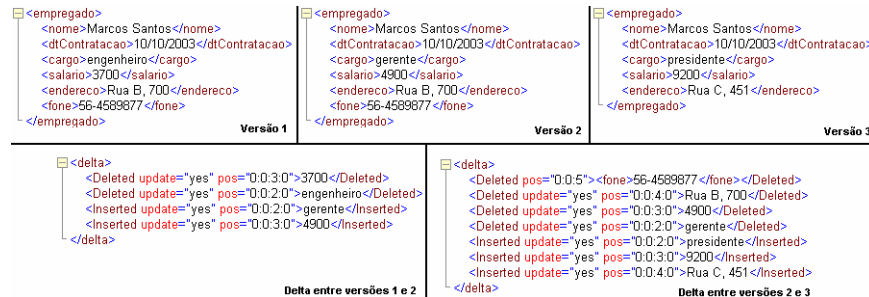 <empregado>
<nome>Marcos Santos</nome>
<dtContratacao>10/10/2003</dtContratacao>
<cargo>engenheiro</cargo>
<salario>3700</salario>
<endereco>Rua B, 700</endereco>
<fone>56-4589877</fone>
</empregado>
Versão 1
<empregado>
<nome>Marcos Santos</nome>
<dtContratacao>10/10/2003</dtContratacao>
<cargo>gerente</cargo>
<salario>4900</salario>
<endereco>Rua B, 700</endereco>
<fone>56-4589877</fone>
</empregado>
Versão 2
<empregado>
<nome>Marcos Santos</nome>
<dtContratacao>10/10/2003</dtContratacao>
<cargo>presidente</cargo>
<salario>9200</salario>
<endereco>Rua C, 451</endereco>
</empregado>
Versão 3
<delta>
<Deleted update="yes" pos="0:0:3:0">3700</Deleted>
<Deleted update="yes" pos="0:0:2:0">engenheiro</Deleted>
<Inserted update="yes" pos="0:0:2:0">gerente</Inserted>
<Inserted update="yes" pos="0:0:3:0">4900</Inserted>
</delta>
Delta entre versões 1 e 2
<delta>
<Deleted pos="0:0:5"><fone>56-4589877</fone></Deleted>
<Deleted update="yes" pos="0:0:4:0">Rua B, 700</Deleted>
<Deleted update="yes" pos="0:0:3:0">4900</Deleted>
<Deleted update="yes" pos="0:0:2:0">gerente</Deleted>
<Inserted update="yes" pos="0:0:2:0">presidente</Inserted>
<Inserted update="yes" pos="0:0:3:0">9200</Inserted>
<Inserted update="yes" pos="0:0:4:0">Rua C, 451</Inserted>
</delta>
Delta entre versões 2 e 3